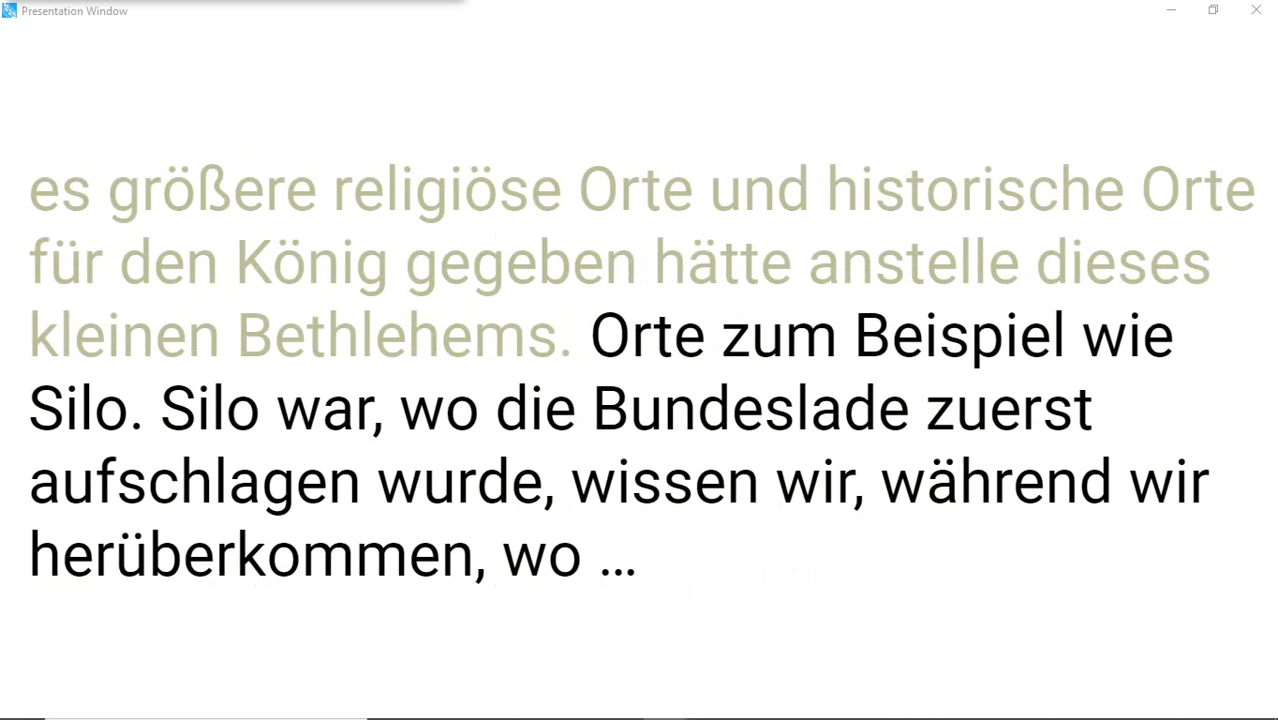 Presentation Window
es größere religiöse Orte und historische Orte
für den König gegeben hätte anstelle dieses
kleinen Bethlehems. Orte zum Beispiel wie
Silo. Silo war, wo die Bundeslade zuerst
aufschlagen wurde, wissen wir, während wir
herüberkommen, wo ...